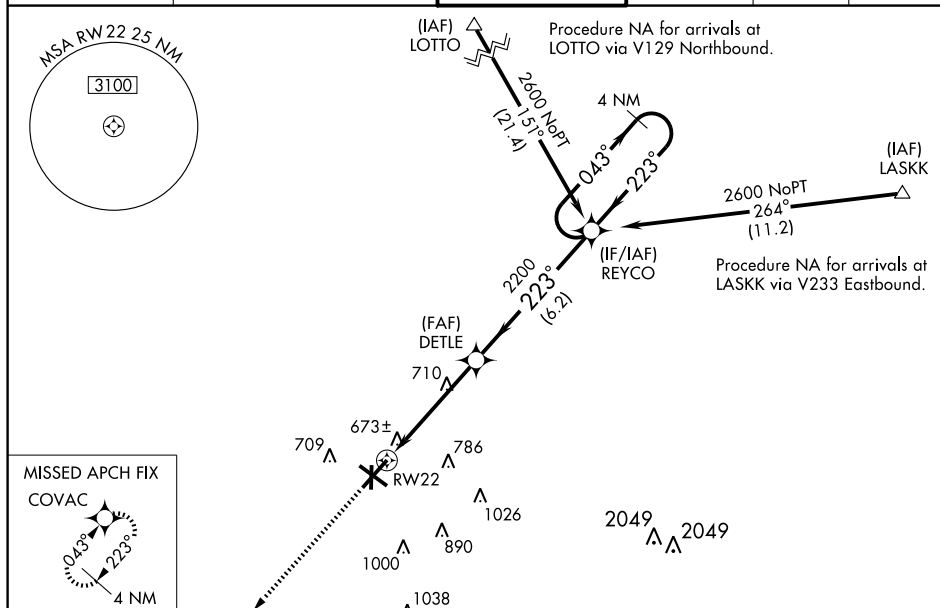 MSA RW 22 25 NM
3100
(IAF)
LOTTO
Procedure NA for arrivals at
LOTTO via V129 Northbound.
2600 NoPT
151°
(21.4)
4 NM
043°
223°
(IAF)
LASKK
2600 NoPT
264°
(11.2)
(IF/IAF)
REYCO
Procedure NA for arrivals at
LASKK via V233 Eastbound.
2200
223°
(6.2)
(FAF)
DETLE
710
673±
709
786
RW22
1026
890
1000
2049
2049
1038
MISSED APCH FIX
COVAC
043°
223°
4 NM